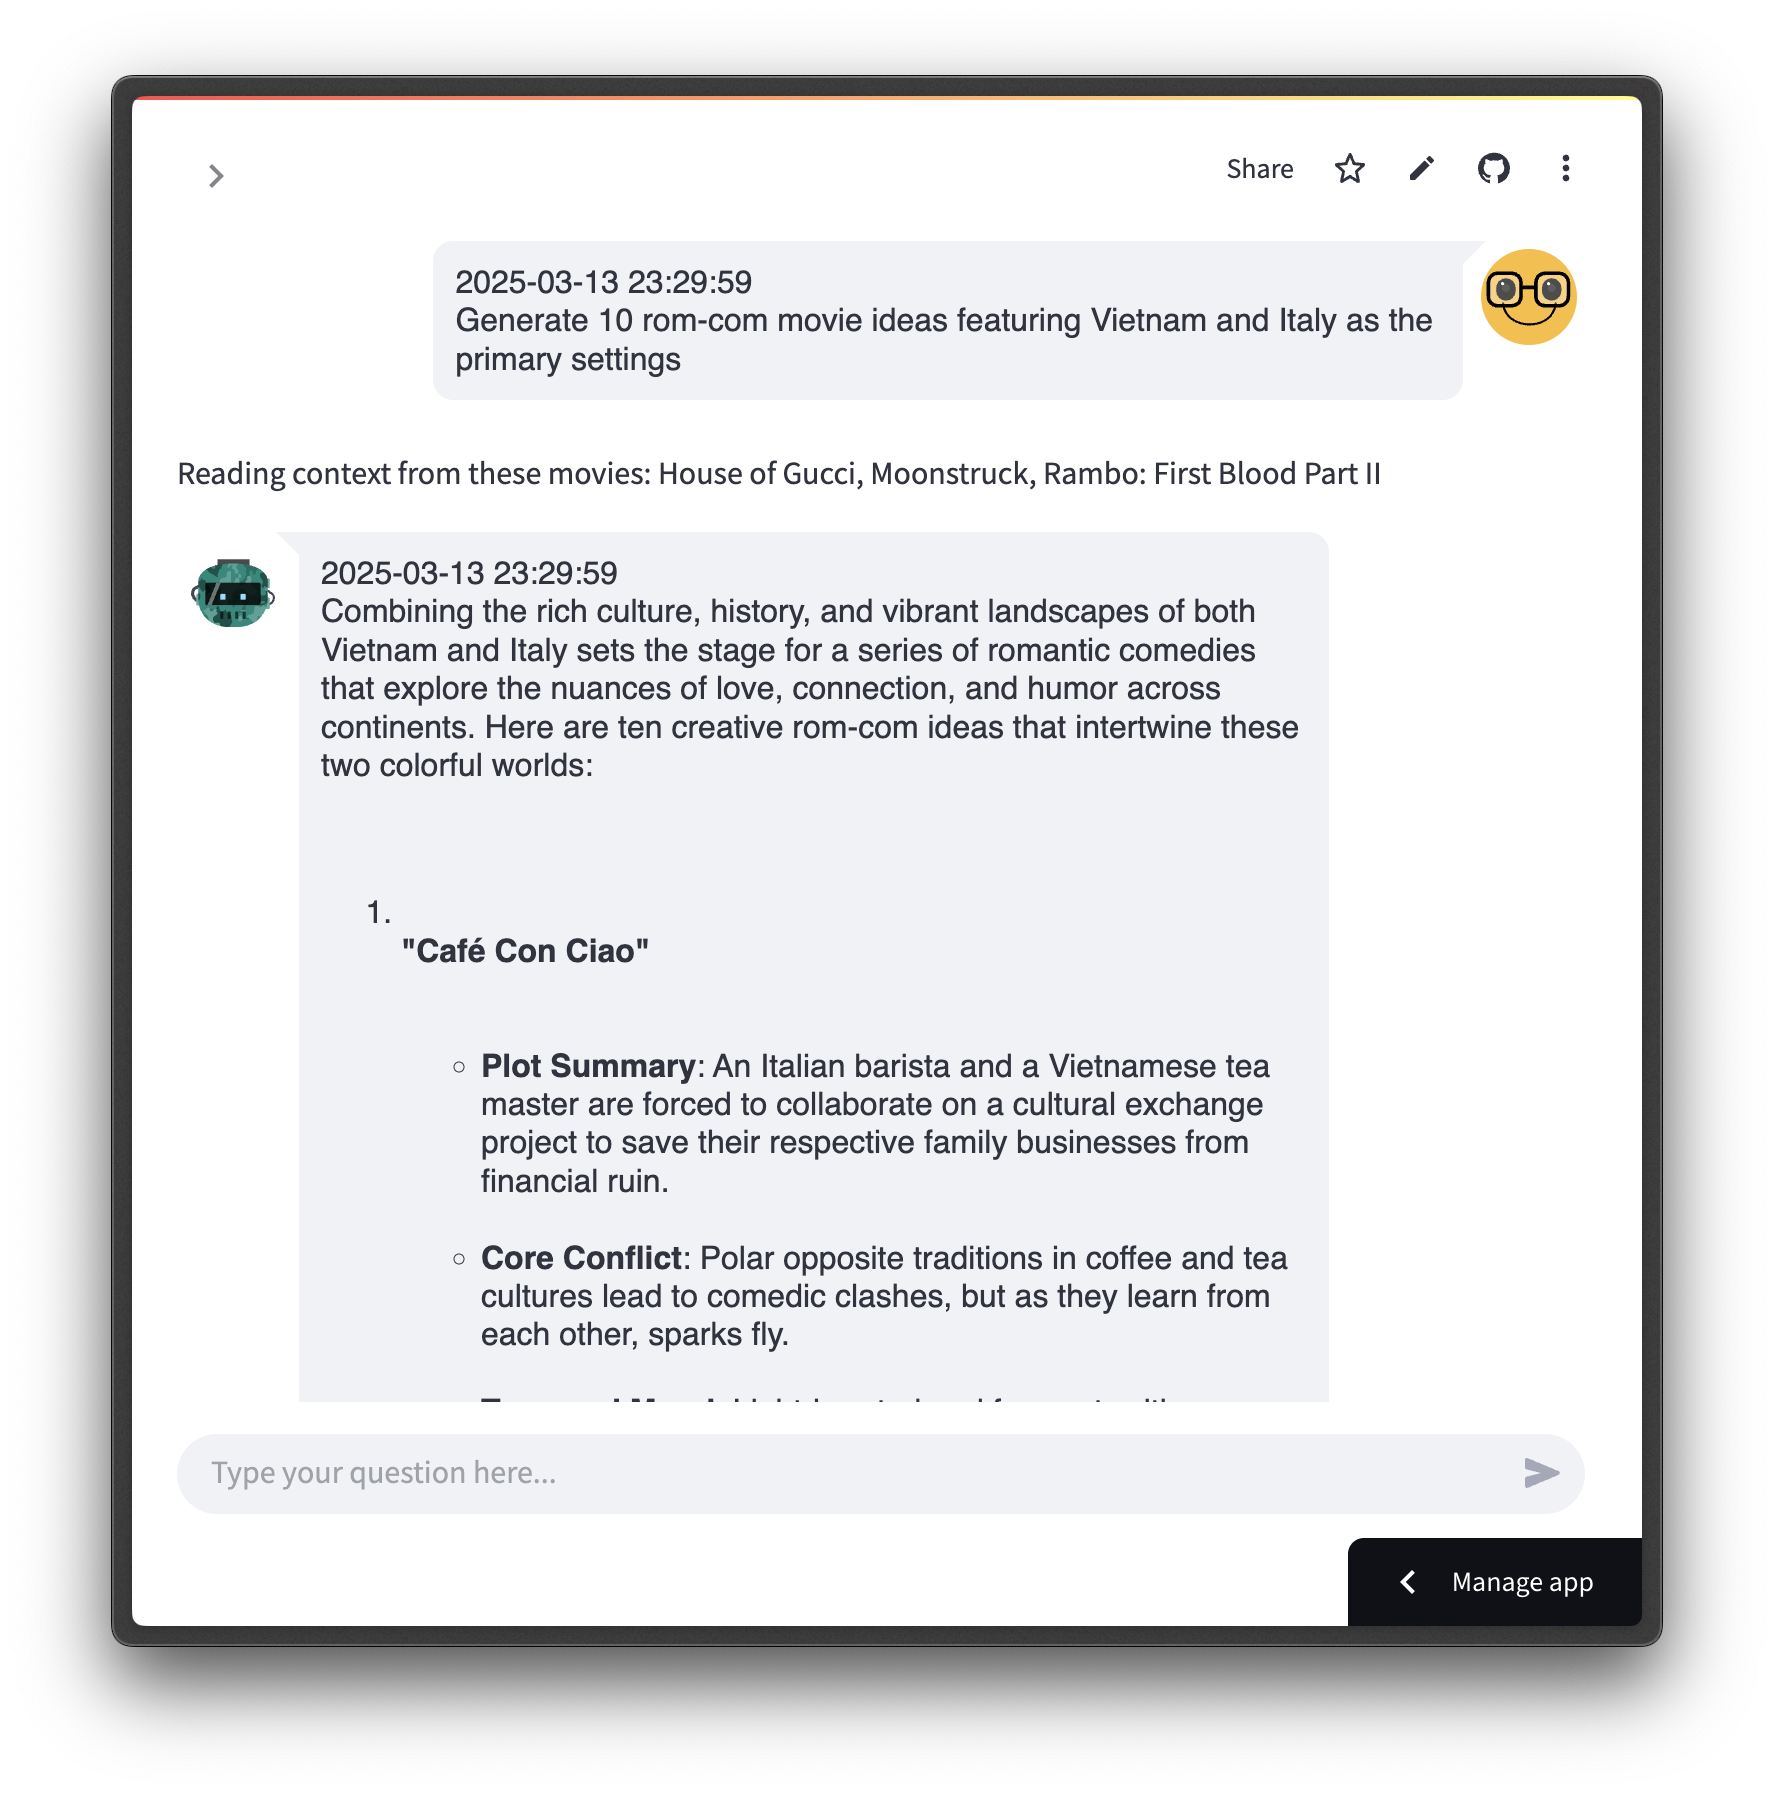 Share
2025-03-13 23:29:59
Generate 10 rom-com movie ideas featuring Vietnam and Italy as the
primary settings
Reading context from these movies: House of Gucci, Moonstruck, Rambo: First Blood Part II
2025-03-13 23:29:59
Combining the rich culture, history, and vibrant landscapes of both
Vietnam and Italy sets the stage for a series of romantic comedies
that explore the nuances of love, connection, and humor across
continents. Here are ten creative rom-com ideas that intertwine these
two colorful worlds:
1.
"Café Con Ciao"
Plot Summary: An Italian barista and a Vietnamese tea
master are forced to collaborate on a cultural exchange
project to save their respective family businesses from
financial ruin.
Core Conflict: Polar opposite traditions in coffee and tea
cultures lead to comedic clashes, but as they learn from
each other, sparks fly.
Type your question here...
Manage app